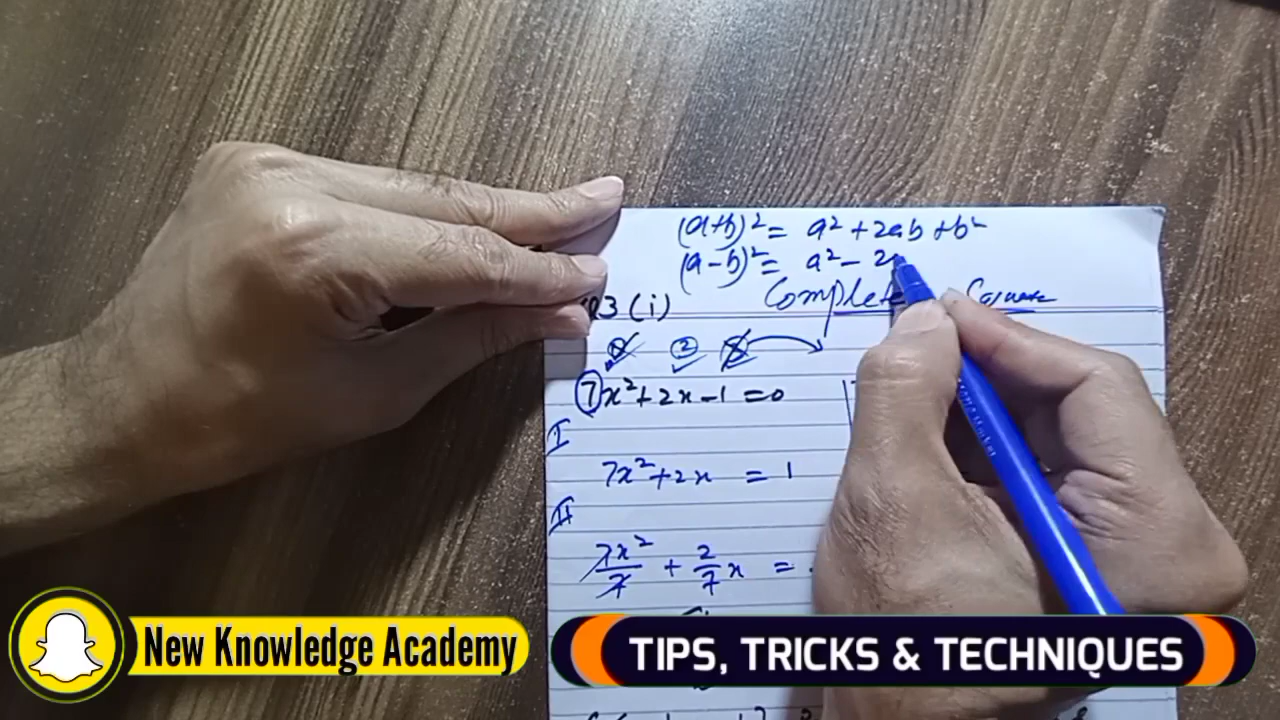 (a+b)² = a² + 2ab + b²
(a-b)² = a² - 2
Complete Square
Q3 (i)
②
7x² + 2x - 1 = 0
I
7x² + 2x = 1
II
7x²/7 + 2/7 x =
New Knowledge Academy
TIPS, TRICKS & TECHNIQUES